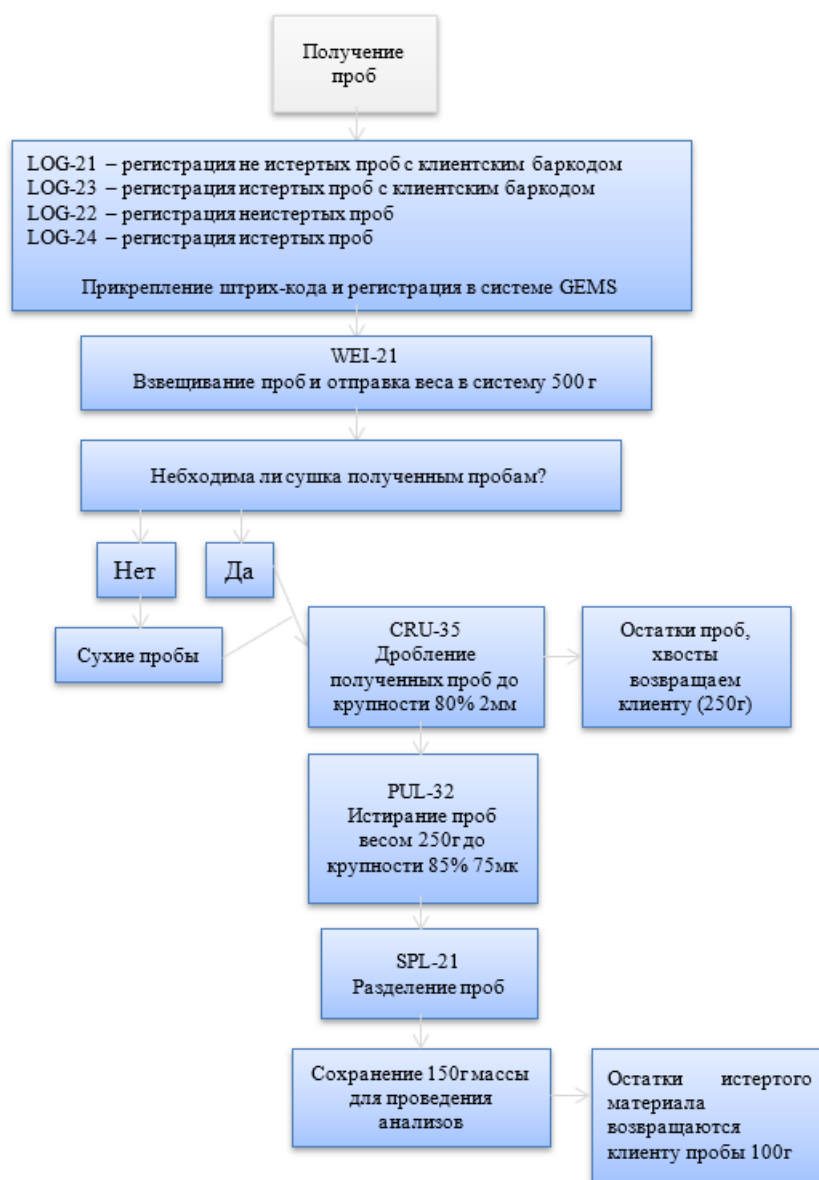 Получение
проб
LOG-21 – регистрация не истертых проб с клиентским баркодом
LOG-23 – регистрация истертых проб с клиентским баркодом
LOG-22 – регистрация неистертых проб
LOG-24 – регистрация истертых проб
Прикрепление штрих-кода и регистрация в системе GEMS
WEI-21
Взвещивание проб и отправка веса в систему 500 г
Небходима ли сушка полученным пробам?
Нет
Да
Сухие пробы
CRU-35
Дробление
полученных проб до
крупности 80% 2мм
Остатки проб,
хвосты
возвращаем
клиенту (250г)
PUL-32
Истирание проб
весом 250г до
крупности 85% 75мк
SPL-21
Разделение проб
Сохранение 150г массы
для проведения
анализов
Остатки истертого
материала
возвращаются
клиенту пробы 100г